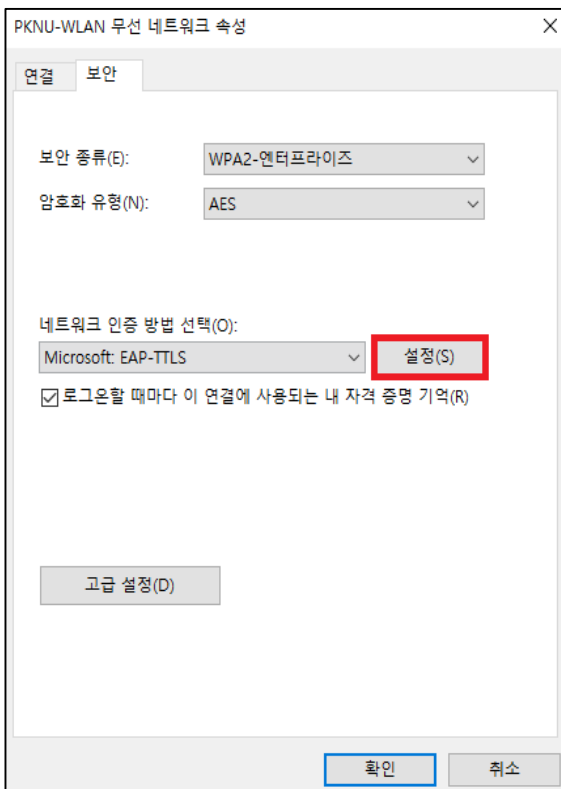 PKNU-WLAN 무선 네트워크 속성
연결 보안
보안 종류(E): WPA2-엔터프라이즈
암호화 유형(N): AES
네트워크 인증 방법 선택(O):
Microsoft: EAP-TTLS 설정(S)
로그온할 때마다 이 연결에 사용되는 내 자격 증명 기억(R)
고급 설정(D)
확인 취소